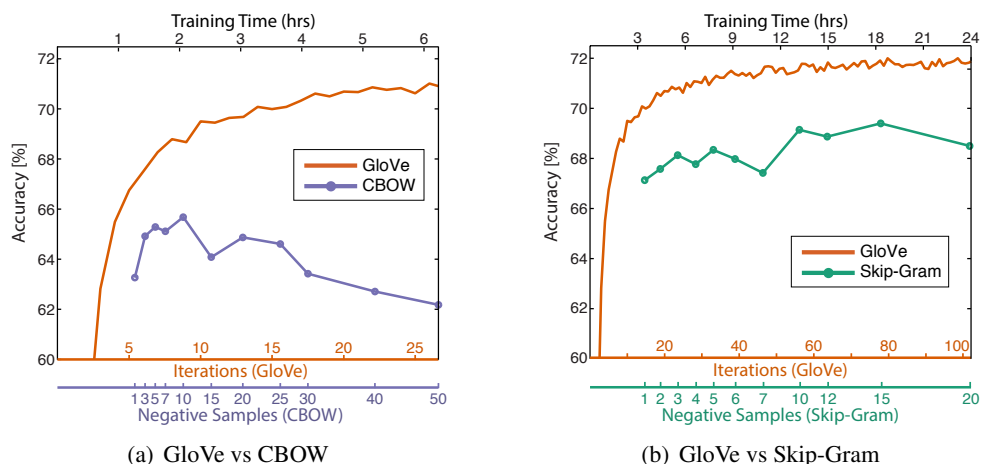 Training Time (hrs)
1 2 3 4 5 6
72
70
68
66
64
62
60
Accuracy [%]
GloVe
CBOW
5 10 15 20 25
Iterations (GloVe)
1 3 5 7 10 15 20 25 30 40 50
Negative Samples (CBOW)
(a) GloVe vs CBOW
Training Time (hrs)
3 6 9 12 15 18 21 24
72
70
68
66
64
62
60
Accuracy [%]
GloVe
Skip-Gram
20 40 60 80 100
Iterations (GloVe)
1 2 3 4 5 6 7 10 12 15 20
Negative Samples (Skip-Gram)
(b) GloVe vs Skip-Gram